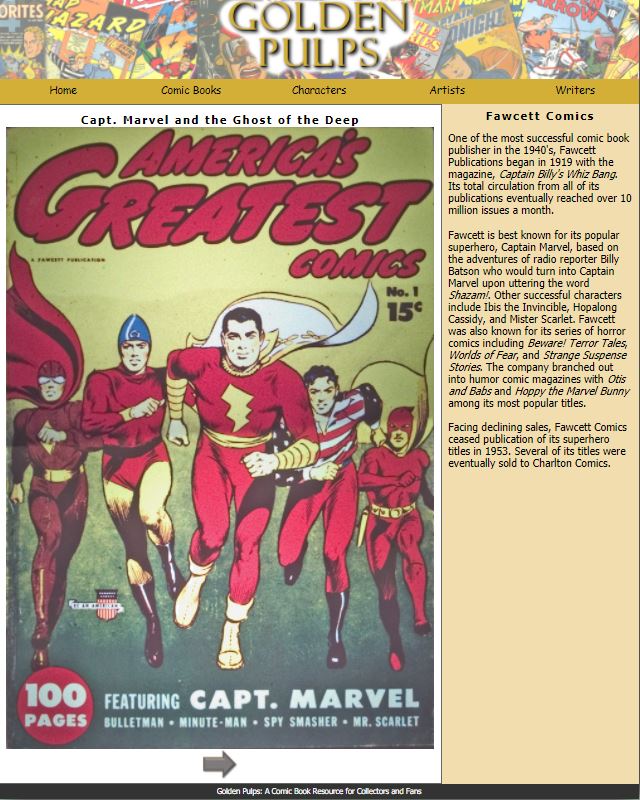 GOLDEN
PULPS
Home
Comic Books
Characters
Artists
Writers
Capt. Marvel and the Ghost of the Deep
AMERICA'S
GREATEST
COMICS
A FAWCETT PUBLICATION
No. 1
15¢
BE AN AMERICAN
100
PAGES
FEATURING CAPT. MARVEL
BULLETMAN • MINUTE-MAN • SPY SMASHER • MR. SCARLET
Fawcett Comics
One of the most successful comic book
publisher in the 1940's, Fawcett
Publications began in 1919 with the
magazine, Captain Billy's Whiz Bang.
Its total circulation from all of its
publications eventually reached over 10
million issues a month.
Fawcett is best known for its popular
superhero, Captain Marvel, based on
the adventures of radio reporter Billy
Batson who would turn into Captain
Marvel upon uttering the word
Shazam!. Other successful characters
include Ibis the Invincible, Hopalong
Cassidy, and Mister Scarlet. Fawcett
was also known for its series of horror
comics including Beware! Terror Tales,
Worlds of Fear, and Strange Suspense
Stories. The company branched out
into humor comic magazines with Otis
and Babs and Hoppy the Marvel Bunny
among its most popular titles.
Facing declining sales, Fawcett Comics
ceased publication of its superhero
titles in 1953. Several of its titles were
eventually sold to Charlton Comics.
Golden Pulps: A Comic Book Resource for Collectors and Fans